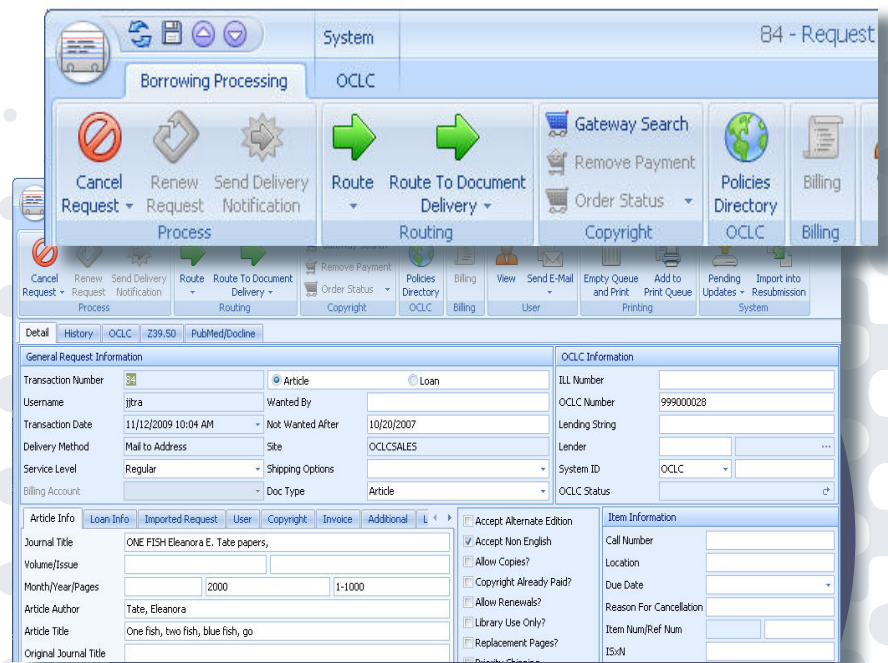 System
84 - Request
Borrowing Processing
OCLC
Cancel Request
Renew Request
Send Delivery Notification
Route
Route To Document Delivery
Gateway Search
Remove Payment
Order Status
Policies Directory
Billing
Process
Routing
Copyright
OCLC
Billing
Cancel Request
Renew Request
Send Delivery Notification
Route
Route To Document Delivery
Remove Payment
Order Status
Policies Directory
Billing
View
Send E-Mail
Empty Queue and Print
Add to Print Queue
Pending Updates
Import into Resubmission
Process
Routing
Copyright
OCLC
Billing
User
Printing
System
Detail History OCLC Z39.50 PubMed/Docline
General Request Information
OCLC Information
Transaction Number 84 Article Loan
ILL Number
Username jjtra Wanted By
OCLC Number 999000028
Transaction Date 11/12/2009 10:04 AM Not Wanted After 10/20/2007
Lending String
Delivery Method Mail to Address Site OCLCSALES
Lender ...
Service Level Regular Shipping Options
System ID OCLC
Billing Account Doc Type Article
OCLC Status
Article Info Loan Info Imported Request User Copyright Invoice Additional L
Accept Alternate Edition
Item Information
Journal Title ONE FISH Eleanora E. Tate papers,
Accept Non English
Call Number
Volume/Issue
Allow Copies?
Location
Month/Year/Pages 2000 1-1000
Copyright Already Paid?
Due Date
Article Author Tate, Eleanora
Allow Renewals?
Reason For Cancellation
Article Title One fish, two fish, blue fish, go
Library Use Only?
Item Num/Ref Num
Original Journal Title
Replacement Pages?
ISxN